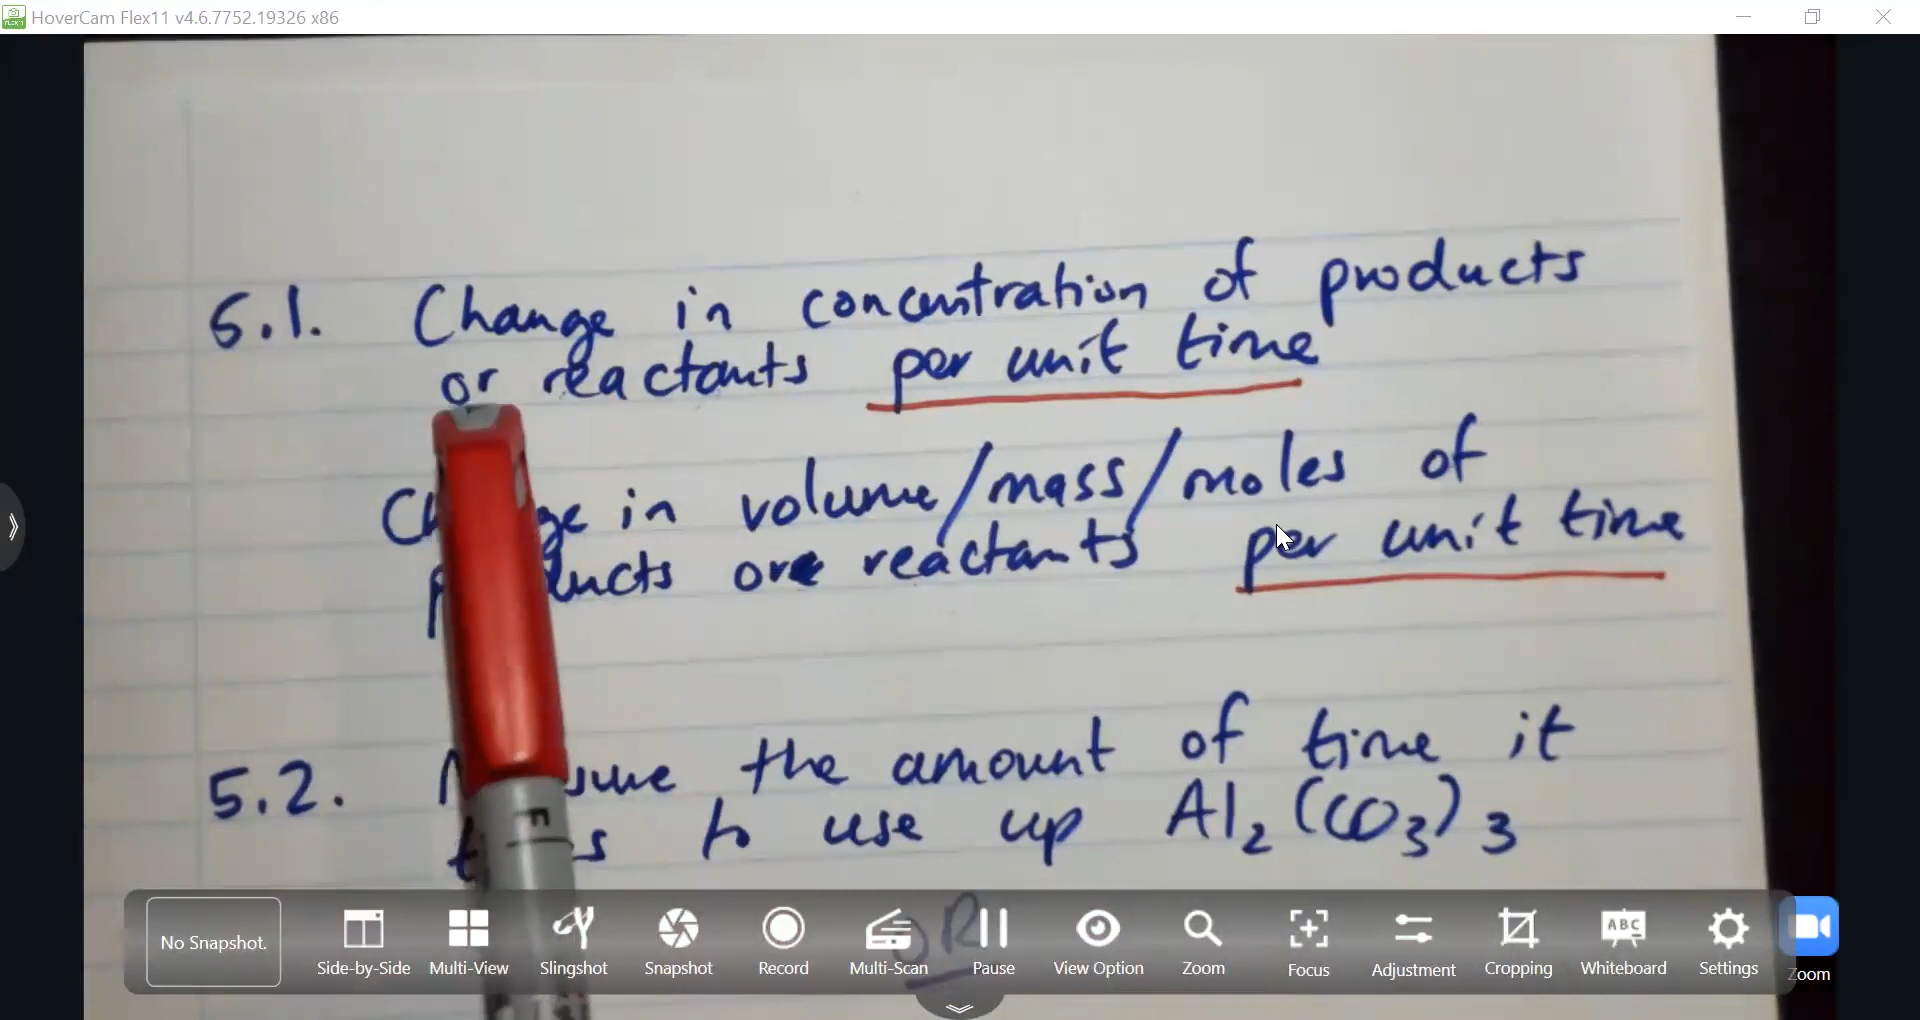 HoverCam Flex11 v4.6.7752.19326 x86
5.1. Change in concentration of products
or reactants per unit time
in volume/mass/moles of
or reactants per unit time
5.2. the amount of time it
to use up Al₂(CO₃)₃
OR
F
No Snapshot.
Side-by-Side
Multi-View
Slingshot
Snapshot
Record
Multi-Scan
Pause
View Option
Zoom
Focus
Adjustment
Cropping
ABC
Whiteboard
Settings
Zoom